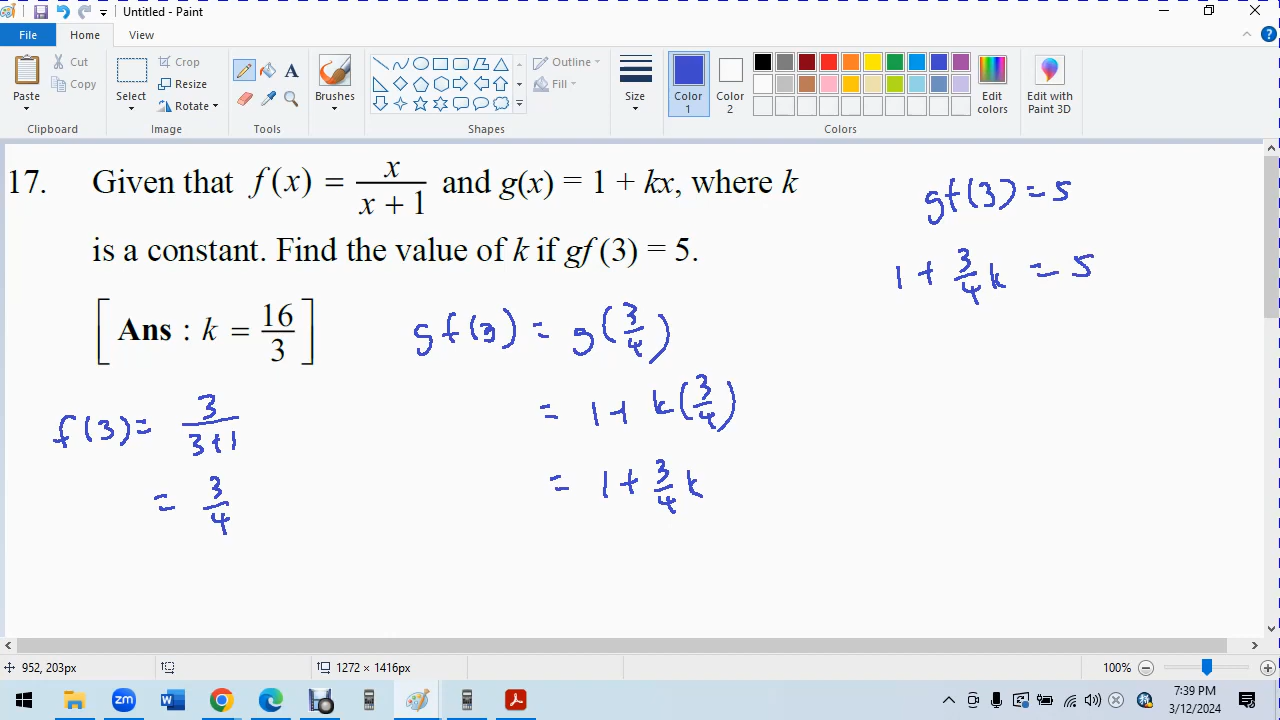 Untitled - Paint
File Home View
Paste Cut Copy Clipboard
Select Crop Resize Rotate Image
Tools
Brushes
Outline Fill Shapes
Size
Color 1 Color 2 Edit colors Colors
Edit with Paint 3D
17. Given that f(x) = x/(x + 1) and g(x) = 1 + kx, where k
is a constant. Find the value of k if gf (3) = 5.
[Ans : k = 16/3]
f(3) = 3/(3+1)
= 3/4
gf(3) = g(3/4)
= 1 + k(3/4)
= 1 + 3/4 k
gf(3) = 5
1 + 3/4 k = 5
952, 203px 1272 × 1416px 100%
zm W
7:39 PM
3/12/2024